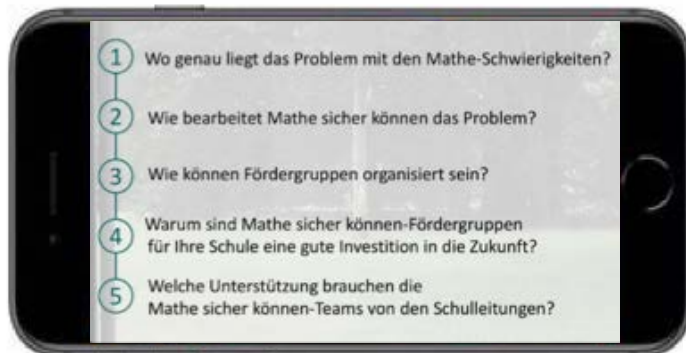 1 Wo genau liegt das Problem mit den Mathe-Schwierigkeiten?
2 Wie bearbeitet Mathe sicher können das Problem?
3 Wie können Fördergruppen organisiert sein?
4 Warum sind Mathe sicher können-Fördergruppen
für Ihre Schule eine gute Investition in die Zukunft?
5 Welche Unterstützung brauchen die
Mathe sicher können-Teams von den Schulleitungen?